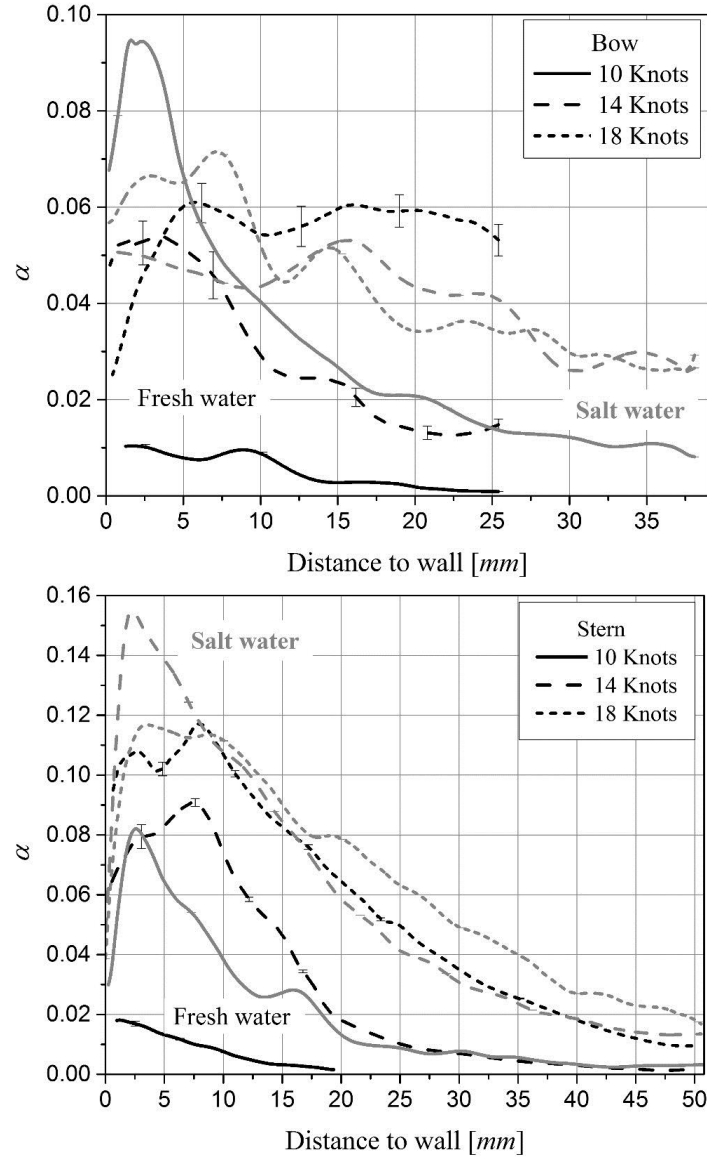 0.10
0.08
0.06
0.04
0.02
0.00
α
Bow
10 Knots
14 Knots
18 Knots
Fresh water
Salt water
0 5 10 15 20 25 30 35
Distance to wall [mm]
0.16
0.14
0.12
0.10
0.08
0.06
0.04
0.02
0.00
α
Salt water
Stern
10 Knots
14 Knots
18 Knots
Fresh water
0 5 10 15 20 25 30 35 40 45 50
Distance to wall [mm]